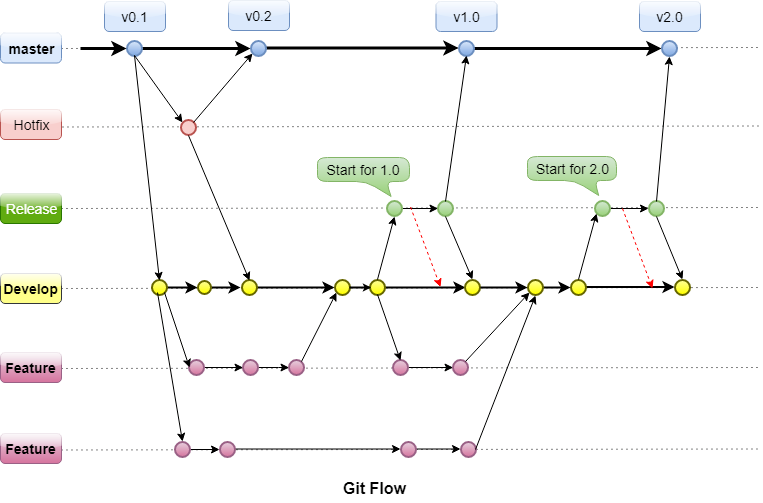 v0.1
v0.2
v1.0
v2.0
master
Hotfix
Start for 1.0
Start for 2.0
Release
Develop
Feature
Feature
Git Flow